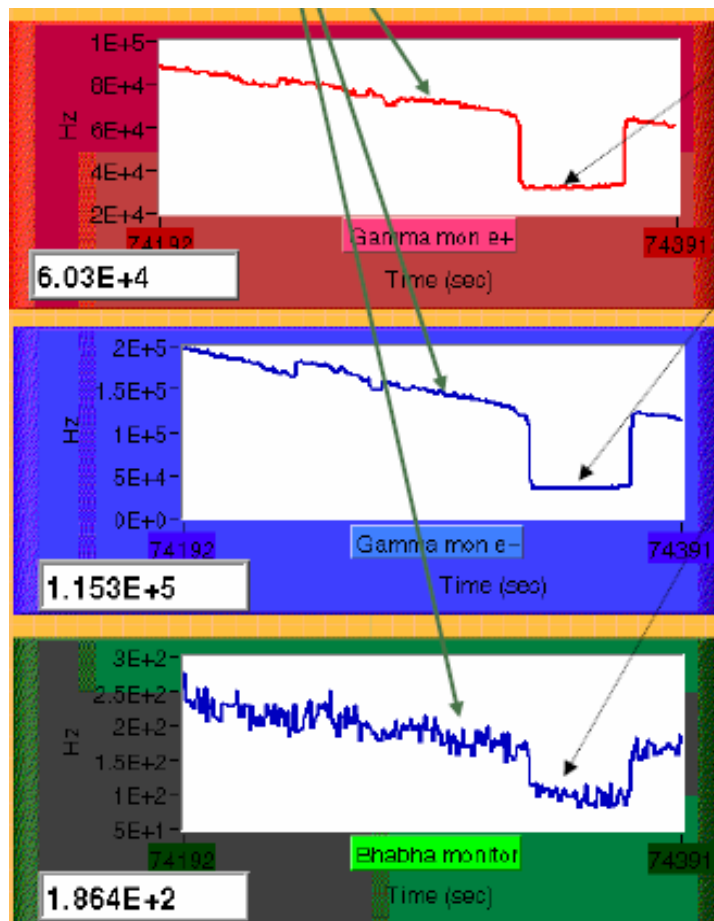 1E+5
8E+4
6E+4
4E+4
2E+4
Hz
74192
Gamma mon e+
74391
6.03E+4
Time (sec)
2E+5
1.5E+5
1E+5
5E+4
0E+0
Hz
74192
Gamma mon e−
74391
1.153E+5
Time (sec)
3E+2
2.5E+2
2E+2
1.5E+2
1E+2
5E+1
Hz
74192
Bhabha monitor
74391
1.864E+2
Time (sec)